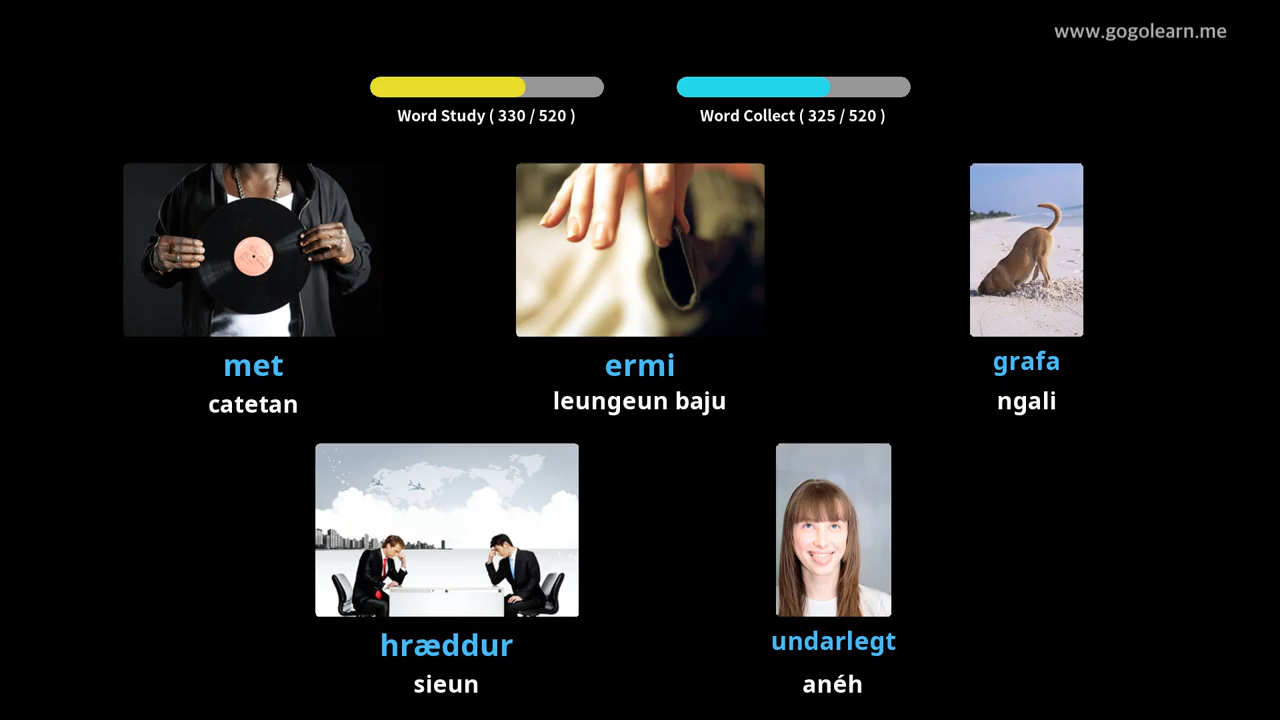 www.gogolearn.me
Word Study ( 330 / 520 )
Word Collect ( 325 / 520 )
met
catetan
ermi
leungeun baju
grafa
ngali
hræddur
sieun
undarlegt
anéh